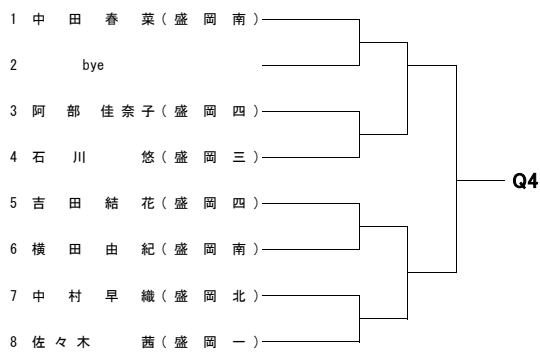 1 中田春菜(盛岡南)
2 bye
3 阿部佳奈子(盛岡四)
4 石川悠(盛岡三)
Q4
5 吉田結花(盛岡四)
6 横田由紀(盛岡南)
7 中村早織(盛岡北)
8 佐々木茜(盛岡一)